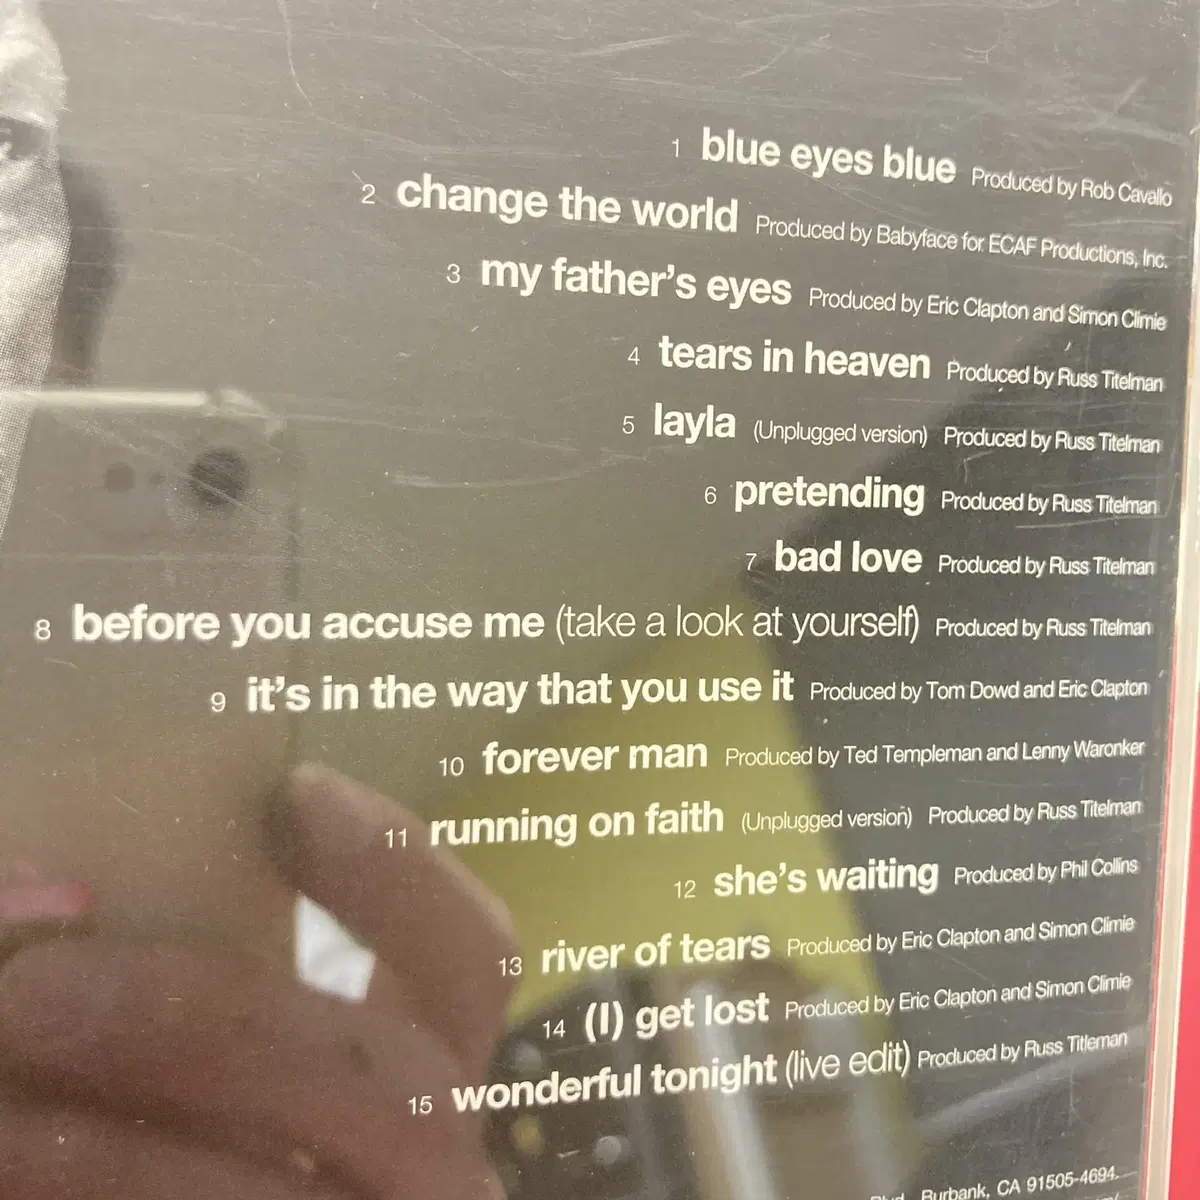 1 blue eyes blue Produced by Rob Cavallo
2 change the world Produced by Babyface for ECAF Productions, Inc.
3 my father's eyes Produced by Eric Clapton and Simon Climie
4 tears in heaven Produced by Russ Titelman
5 layla (Unplugged version) Produced by Russ Titelman
6 pretending Produced by Russ Titelman
7 bad love Produced by Russ Titelman
8 before you accuse me (take a look at yourself) Produced by Russ Titelman
9 it's in the way that you use it Produced by Tom Dowd and Eric Clapton
10 forever man Produced by Ted Templeman and Lenny Waronker
11 running on faith (Unplugged version) Produced by Russ Titelman
12 she's waiting Produced by Phil Collins
13 river of tears Produced by Eric Clapton and Simon Climie
14 (I) get lost Produced by Eric Clapton and Simon Climie
15 wonderful tonight (live edit) Produced by Russ Titleman
Burbank, CA 91505-4694.